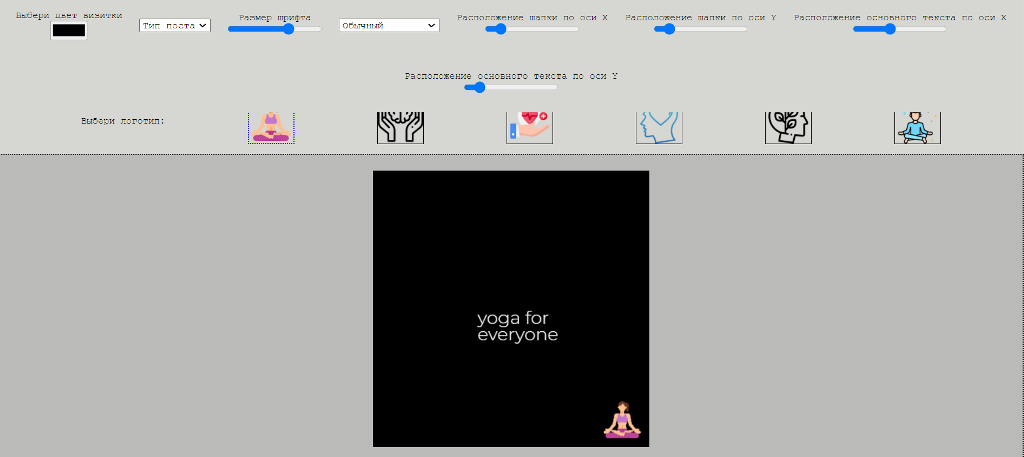 Выбери цвет визитки
Тип поста
Размер шрифта
Обычный
Расположение шапки по оси X
Расположение шапки по оси Y
Расположение основного текста по оси X
Расположение основного текста по оси Y
Выбери логотип:
yoga for
everyone